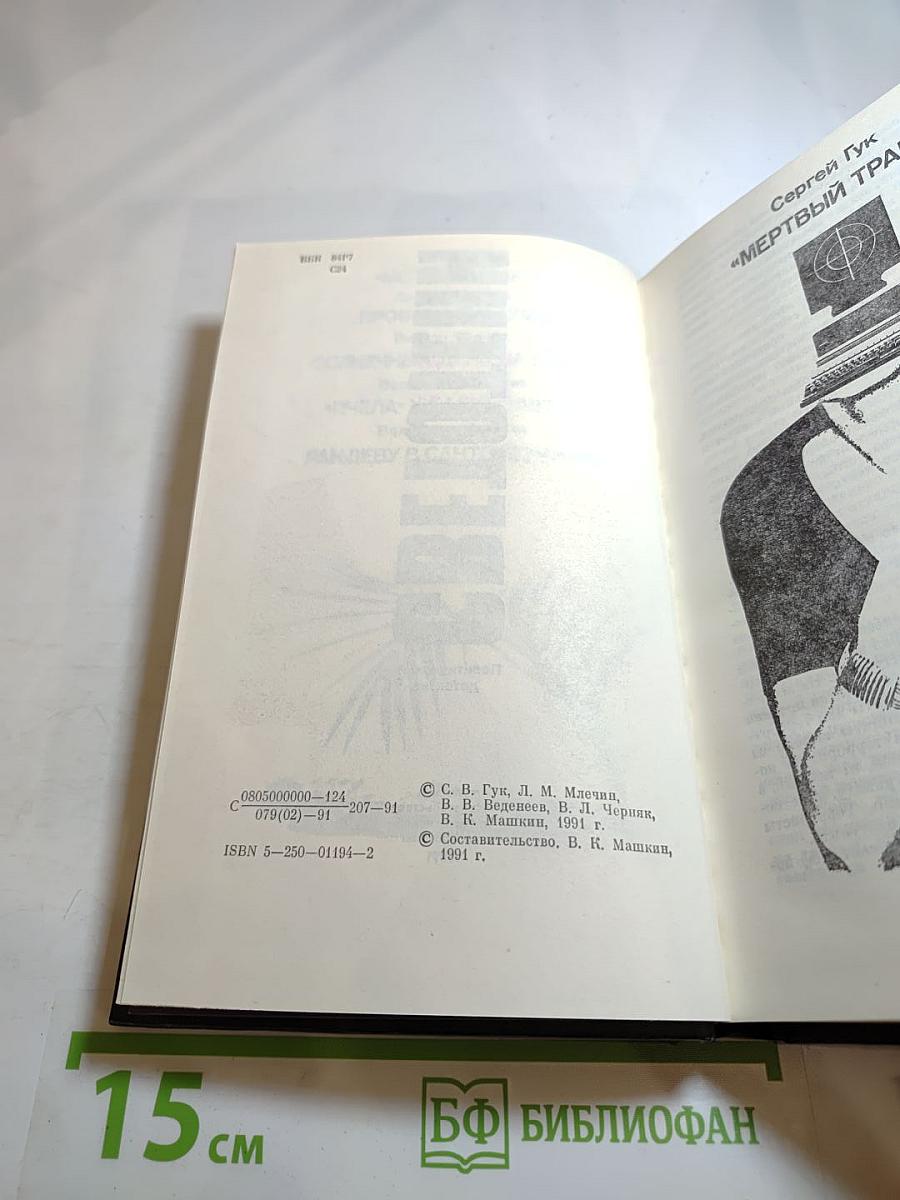 ББК 84Р7
С24
С 0805000000—124 / 079(02)—91 207—91
ISBN 5—250—01194—2
© С. В. Гук, Л. М. Млечин,
В. В. Веденеев, В. Л. Черняк,
В. К. Машкин, 1991 г.
© Составительство. В. К. Машкин,
1991 г.
Сергей Гук
«МЕРТВЫЙ
15 см
БФ БИБЛИОФАН